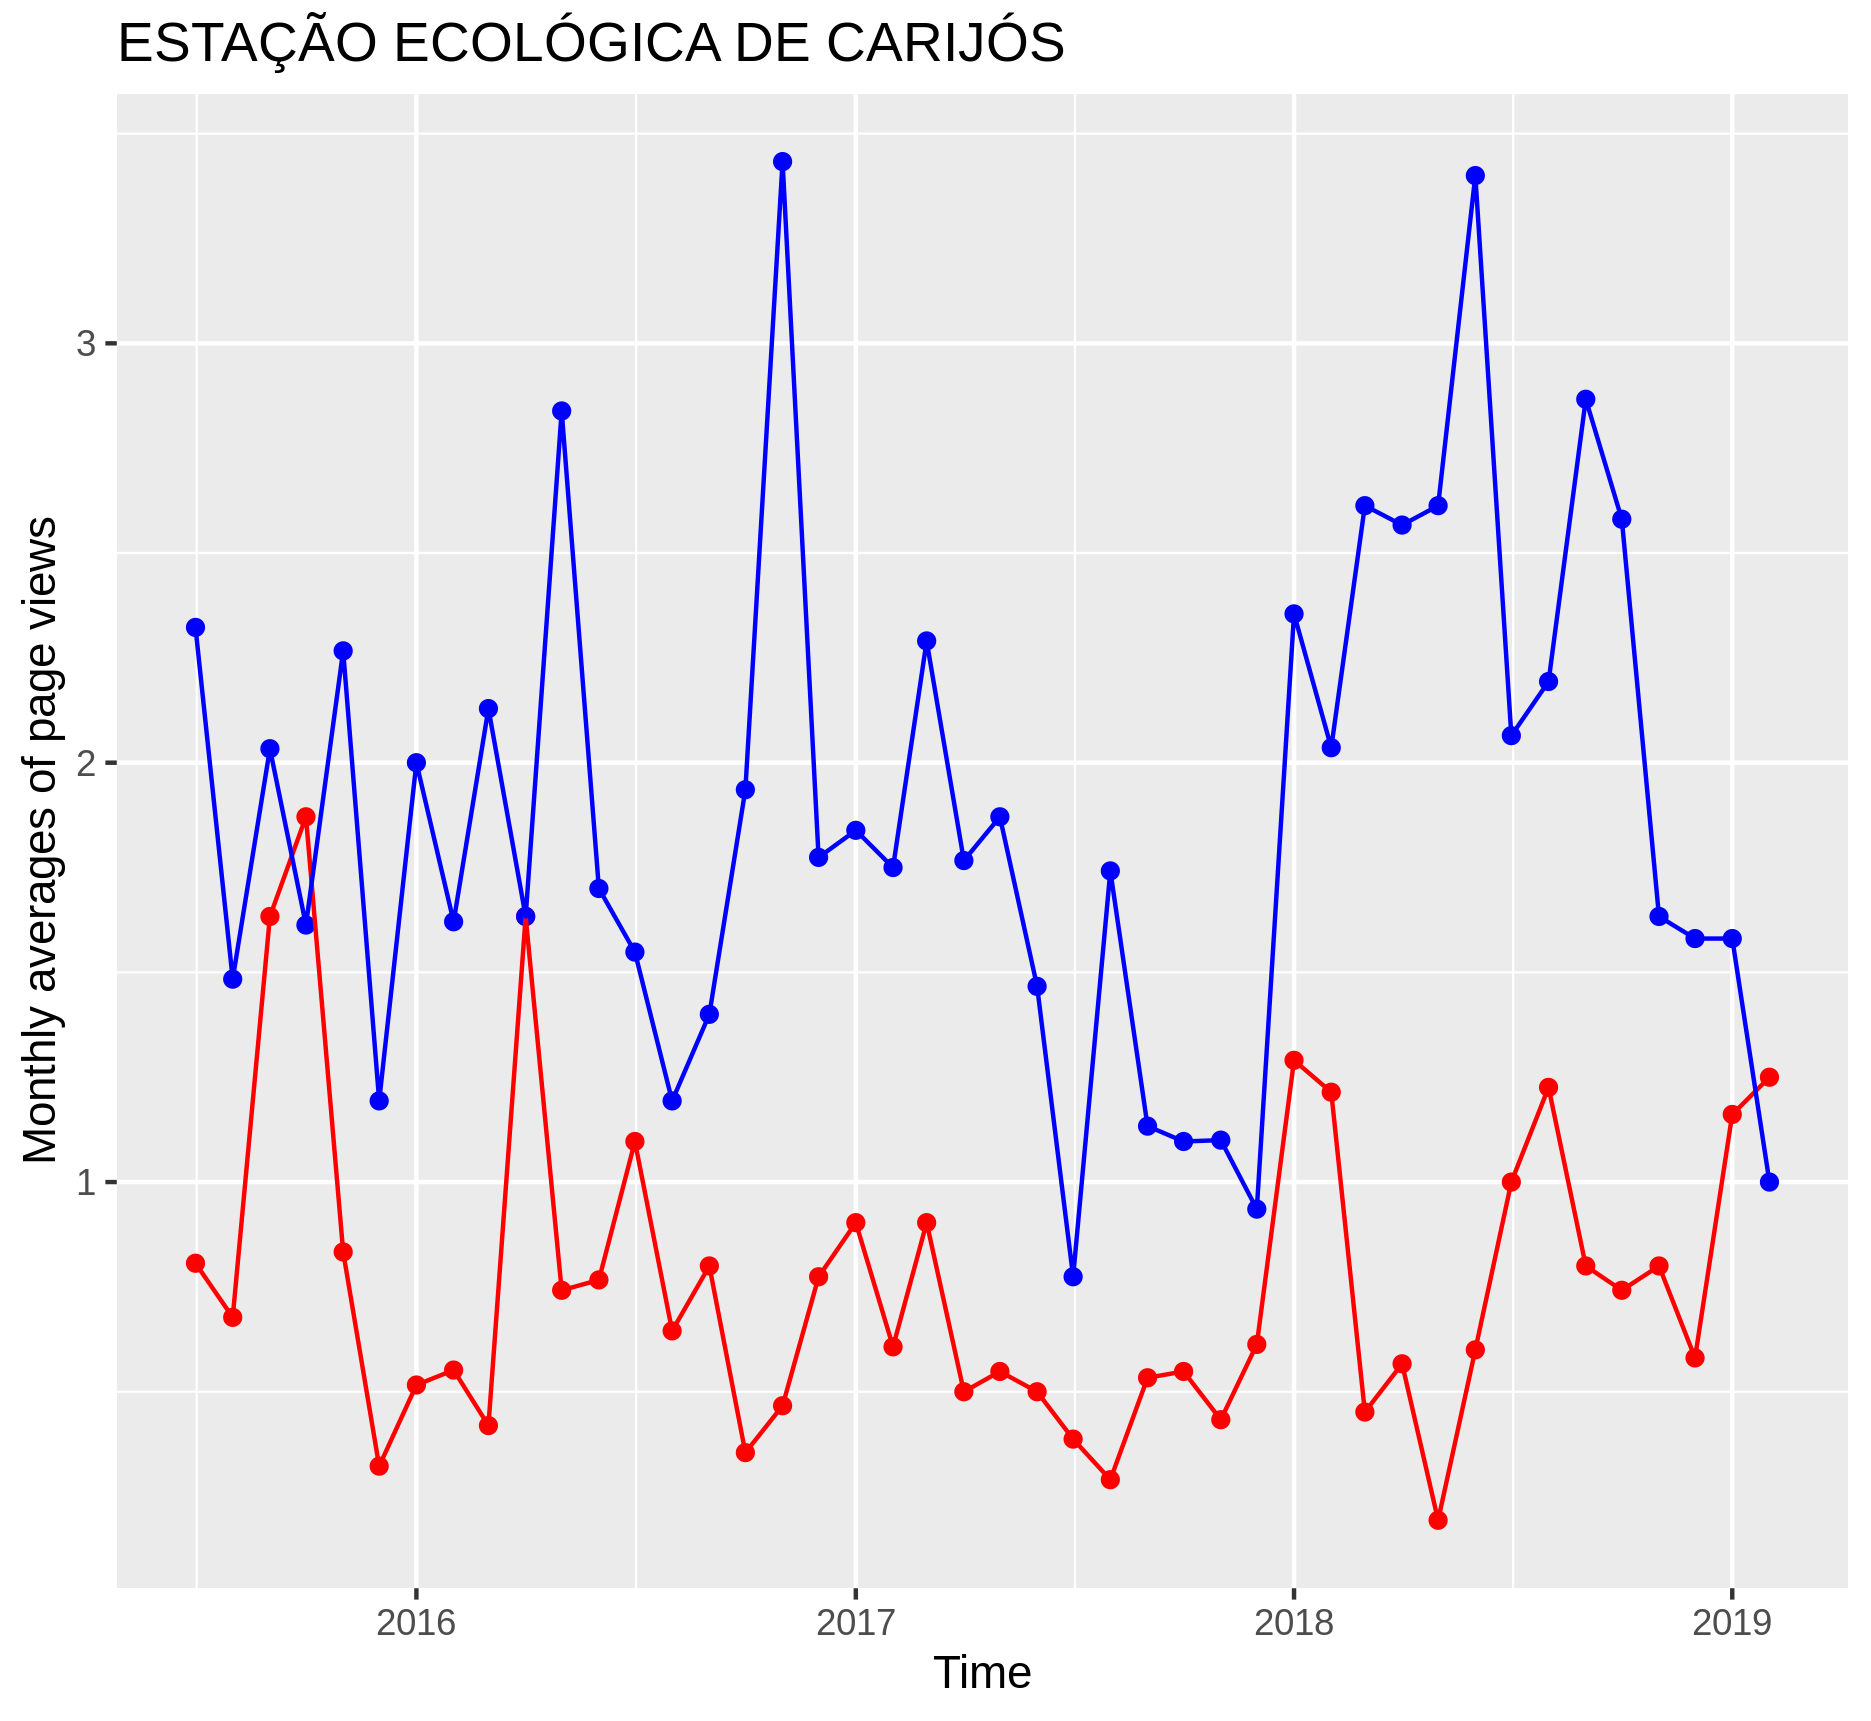 ESTAÇÃO ECOLÓGICA DE CARIJÓS
Monthly averages of page views
3
2
1
2016
2017
2018
2019
Time